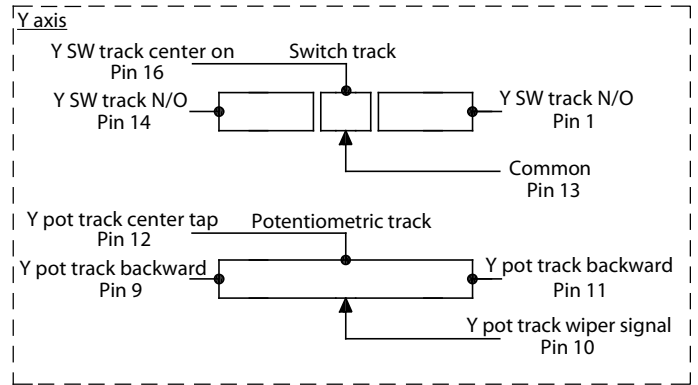 Y axis
Y SW track center on
Pin 16
Switch track
Y SW track N/O
Pin 14
Y SW track N/O
Pin 1
Common
Pin 13
Y pot track center tap
Pin 12
Potentiometric track
Y pot track backward
Pin 9
Y pot track backward
Pin 11
Y pot track wiper signal
Pin 10